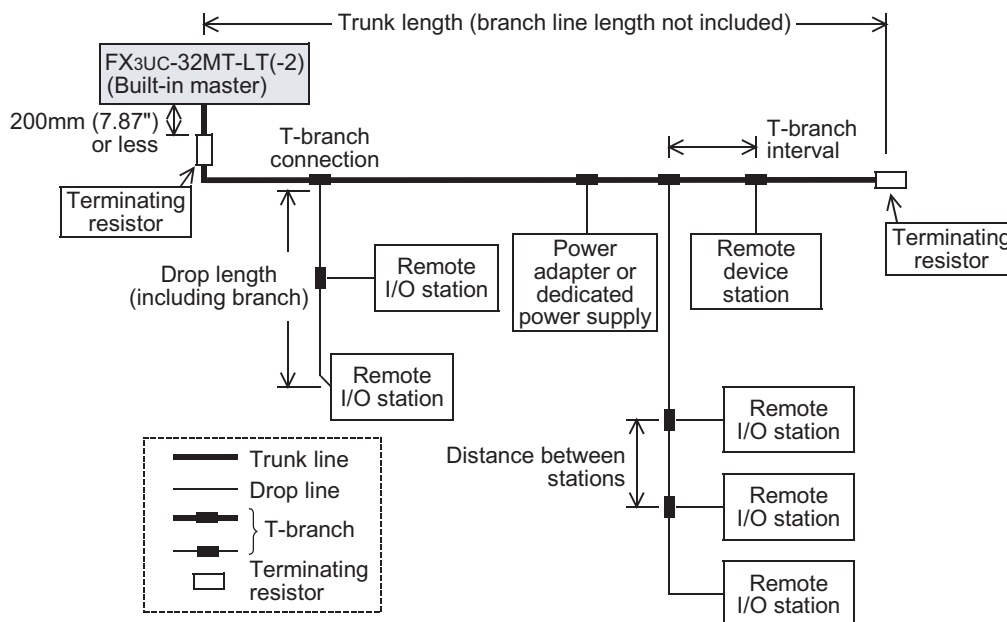 Trunk length (branch line length not included)
FX3UC-32MT-LT(-2)
(Built-in master)
200mm (7.87")
or less
T-branch
connection
T-branch
interval
Terminating
resistor
Terminating
resistor
Drop length
(including branch)
Remote
I/O station
Power
adapter or
dedicated
power supply
Remote
device
station
Remote
I/O station
Remote
I/O station
Distance between
stations
Remote
I/O station
Remote
I/O station
Trunk line
Drop line
T-branch
Terminating
resistor